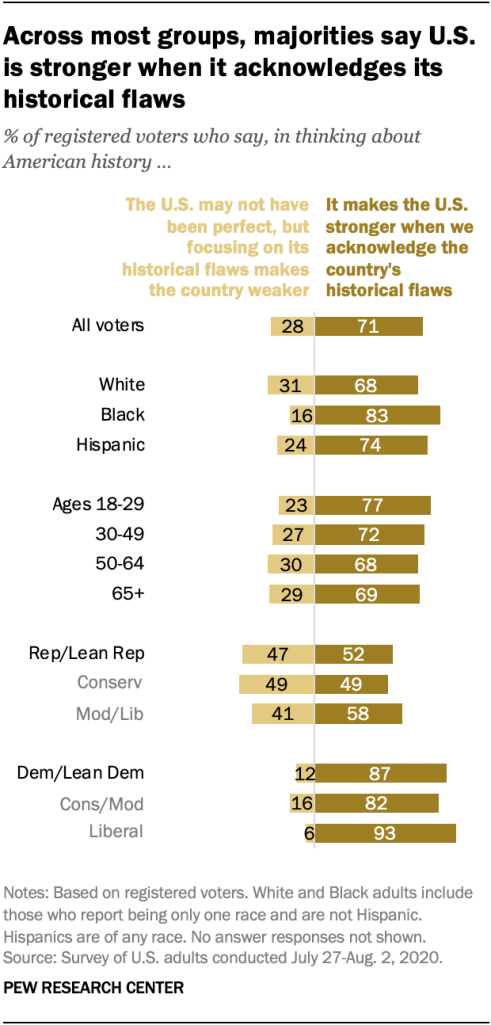 Across most groups, majorities say U.S.
is stronger when it acknowledges its
historical flaws
% of registered voters who say, in thinking about
American history ...
The U.S. may not have
been perfect, but
focusing on its
historical flaws makes
the country weaker
It makes the U.S.
stronger when we
acknowledge the
country's
historical flaws
All voters 28 71
White 31 68
Black 16 83
Hispanic 24 74
Ages 18-29 23 77
30-49 27 72
50-64 30 68
65+ 29 69
Rep/Lean Rep 47 52
Conserv 49 49
Mod/Lib 41 58
Dem/Lean Dem 12 87
Cons/Mod 16 82
Liberal 6 93
Notes: Based on registered voters. White and Black adults include
those who report being only one race and are not Hispanic.
Hispanics are of any race. No answer responses not shown.
Source: Survey of U.S. adults conducted July 27-Aug. 2, 2020.
PEW RESEARCH CENTER